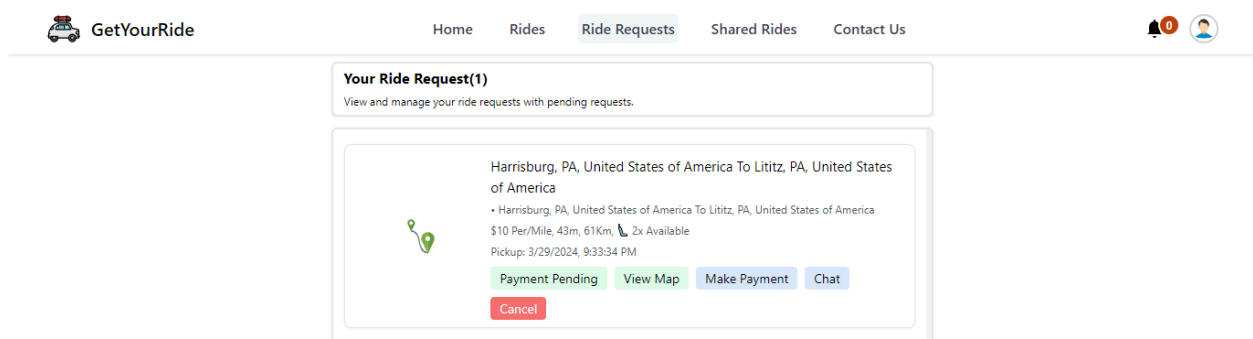 GetYourRide
Home Rides Ride Requests Shared Rides Contact Us
0
Your Ride Request(1)
View and manage your ride requests with pending requests.
Harrisburg, PA, United States of America To Lititz, PA, United States
of America
• Harrisburg, PA, United States of America To Lititz, PA, United States of America
$10 Per/Mile, 43m, 61Km, 2x Available
Pickup: 3/29/2024, 9:33:34 PM
Payment Pending View Map Make Payment Chat
Cancel